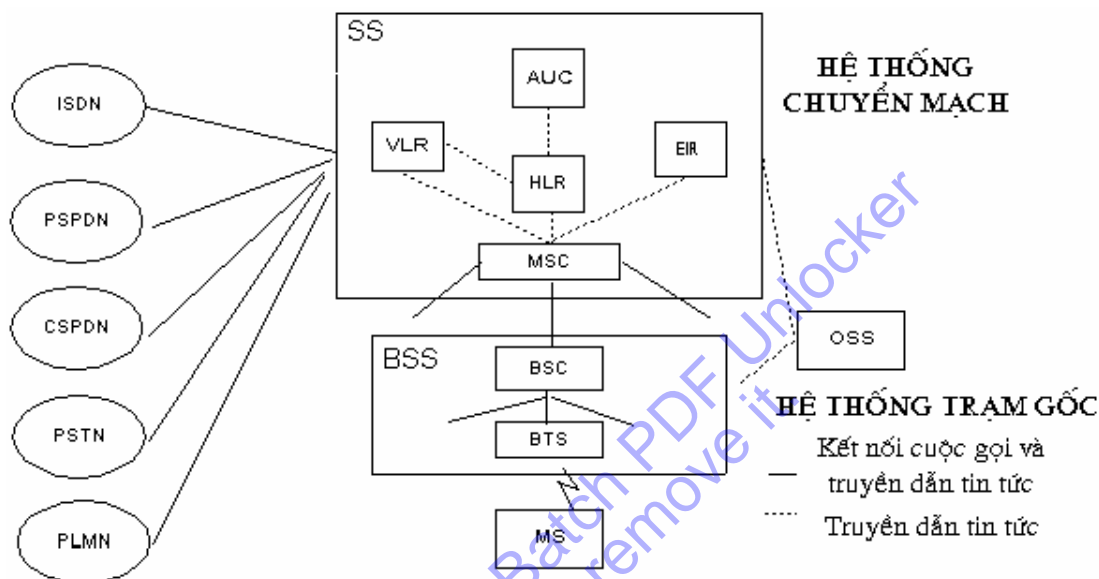 SS
AUC
HỆ THỐNG
CHUYỂN MẠCH
ISDN
VLR
EIR
HLR
PSPDN
MSC
CSPDN
OSS
BSS
BSC
HỆ THỐNG TRẠM GỐC
PSTN
BTS
Kết nối cuộc gọi và
truyền dẫn tin tức
Truyền dẫn tin tức
PLMN
MS
Batch PDF Unlocker
remove it.